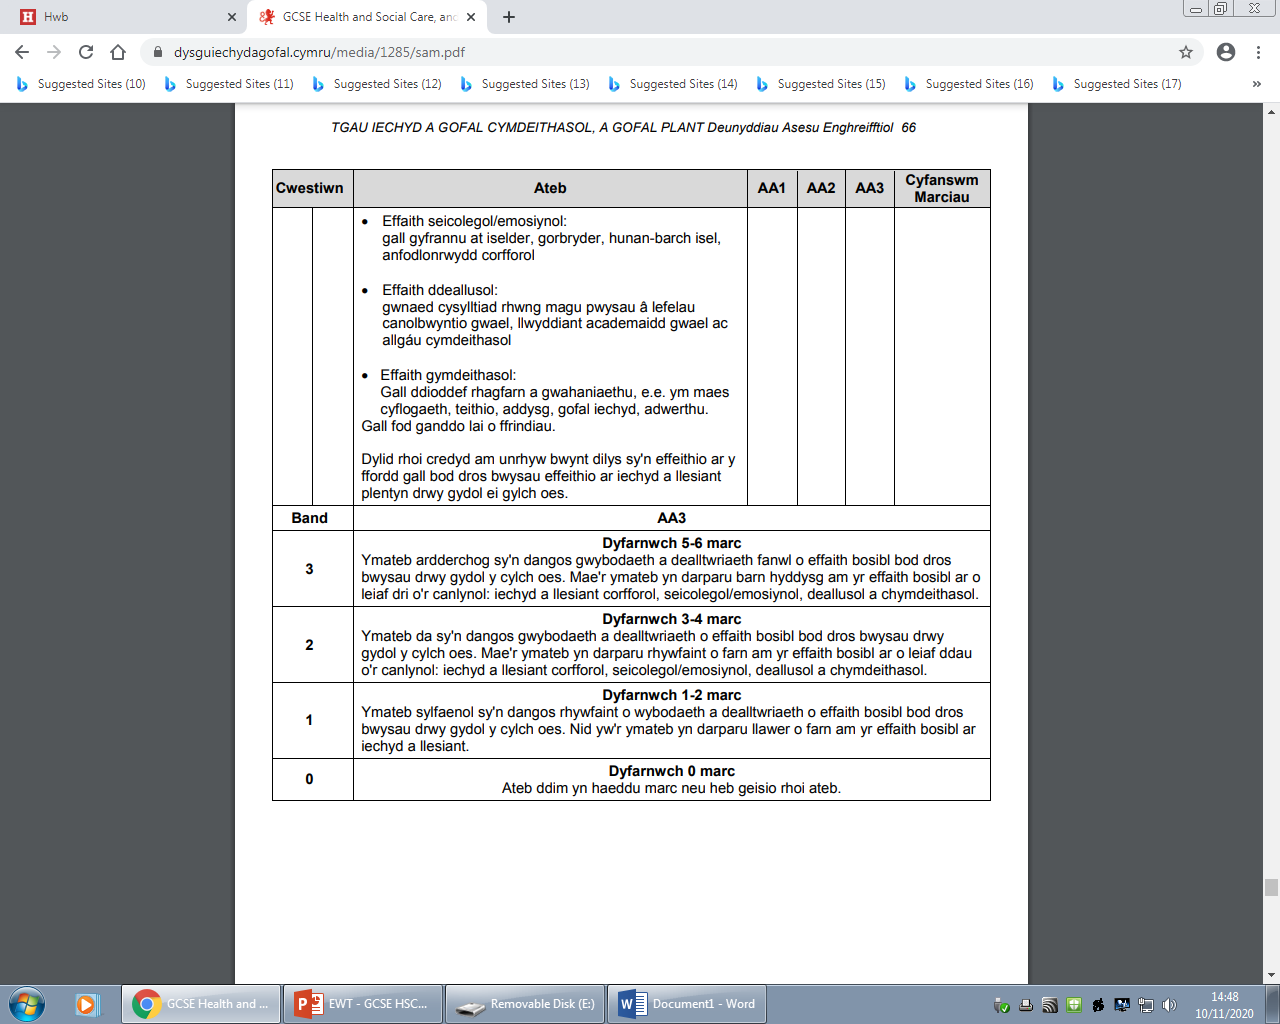 Hwb
GCSE Health and Social Care, and
dysguiechydagofal.cymru/media/1285/sam.pdf
Suggested Sites (10)
Suggested Sites (11)
Suggested Sites (12)
Suggested Sites (13)
Suggested Sites (14)
Suggested Sites (15)
Suggested Sites (16)
Suggested Sites (17)
TGAU IECHYD A GOFAL CYMDEITHASOL, A GOFAL PLANT Deunyddiau Asesu Enghreifftiol 66
Cwestiwn
Ateb
AA1
AA2
AA3
Cyfanswm
Marciau
• Effaith seicolegol/emosiynol:
gall gyfrannu at iselder, gorbryder, hunan-barch isel,
anfodlonrwydd corfforol
• Effaith ddeallusol:
gwnaed cysylltiad rhwng magu pwysau â lefelau
canolbwyntio gwael, llwyddiant academaidd gwael ac
allgáu cymdeithasol
• Effaith gymdeithasol:
Gall ddioddef rhagfarn a gwahaniaethu, e.e. ym maes
cyflogaeth, teithio, addysg, gofal iechyd, adwerthu.
Gall fod ganddo lai o ffrindiau.
Dylid rhoi credyd am unrhyw bwynt dilys sy'n effeithio ar y
ffordd gall bod dros bwysau effeithio ar iechyd a llesiant
plentyn drwy gydol ei gylch oes.
Band
AA3
3
Dyfarnwch 5-6 marc
Ymateb ardderchog sy'n dangos gwybodaeth a dealltwriaeth fanwl o effaith bosibl bod dros
bwysau drwy gydol y cylch oes. Mae'r ymateb yn darparu barn hyddysg am yr effaith bosibl ar o
leiaf dri o'r canlynol: iechyd a llesiant corfforol, seicolegol/emosiynol, deallusol a chymdeithasol.
2
Dyfarnwch 3-4 marc
Ymateb da sy'n dangos gwybodaeth a dealltwriaeth o effaith bosibl bod dros bwysau drwy
gydol y cylch oes. Mae'r ymateb yn darparu rhywfaint o farn am yr effaith bosibl ar o leiaf ddau
o'r canlynol: iechyd a llesiant corfforol, seicolegol/emosiynol, deallusol a chymdeithasol.
1
Dyfarnwch 1-2 marc
Ymateb sylfaenol sy'n dangos rhywfaint o wybodaeth a dealltwriaeth o effaith bosibl bod dros
bwysau drwy gydol y cylch oes. Nid yw'r ymateb yn darparu llawer o farn am yr effaith bosibl ar
iechyd a llesiant.
0
Dyfarnwch 0 marc
Ateb ddim yn haeddu marc neu heb geisio rhoi ateb.
GCSE Health and ...
EWT - GCSE HSC...
Removable Disk (E:)
Document1 - Word
14:48
10/11/2020